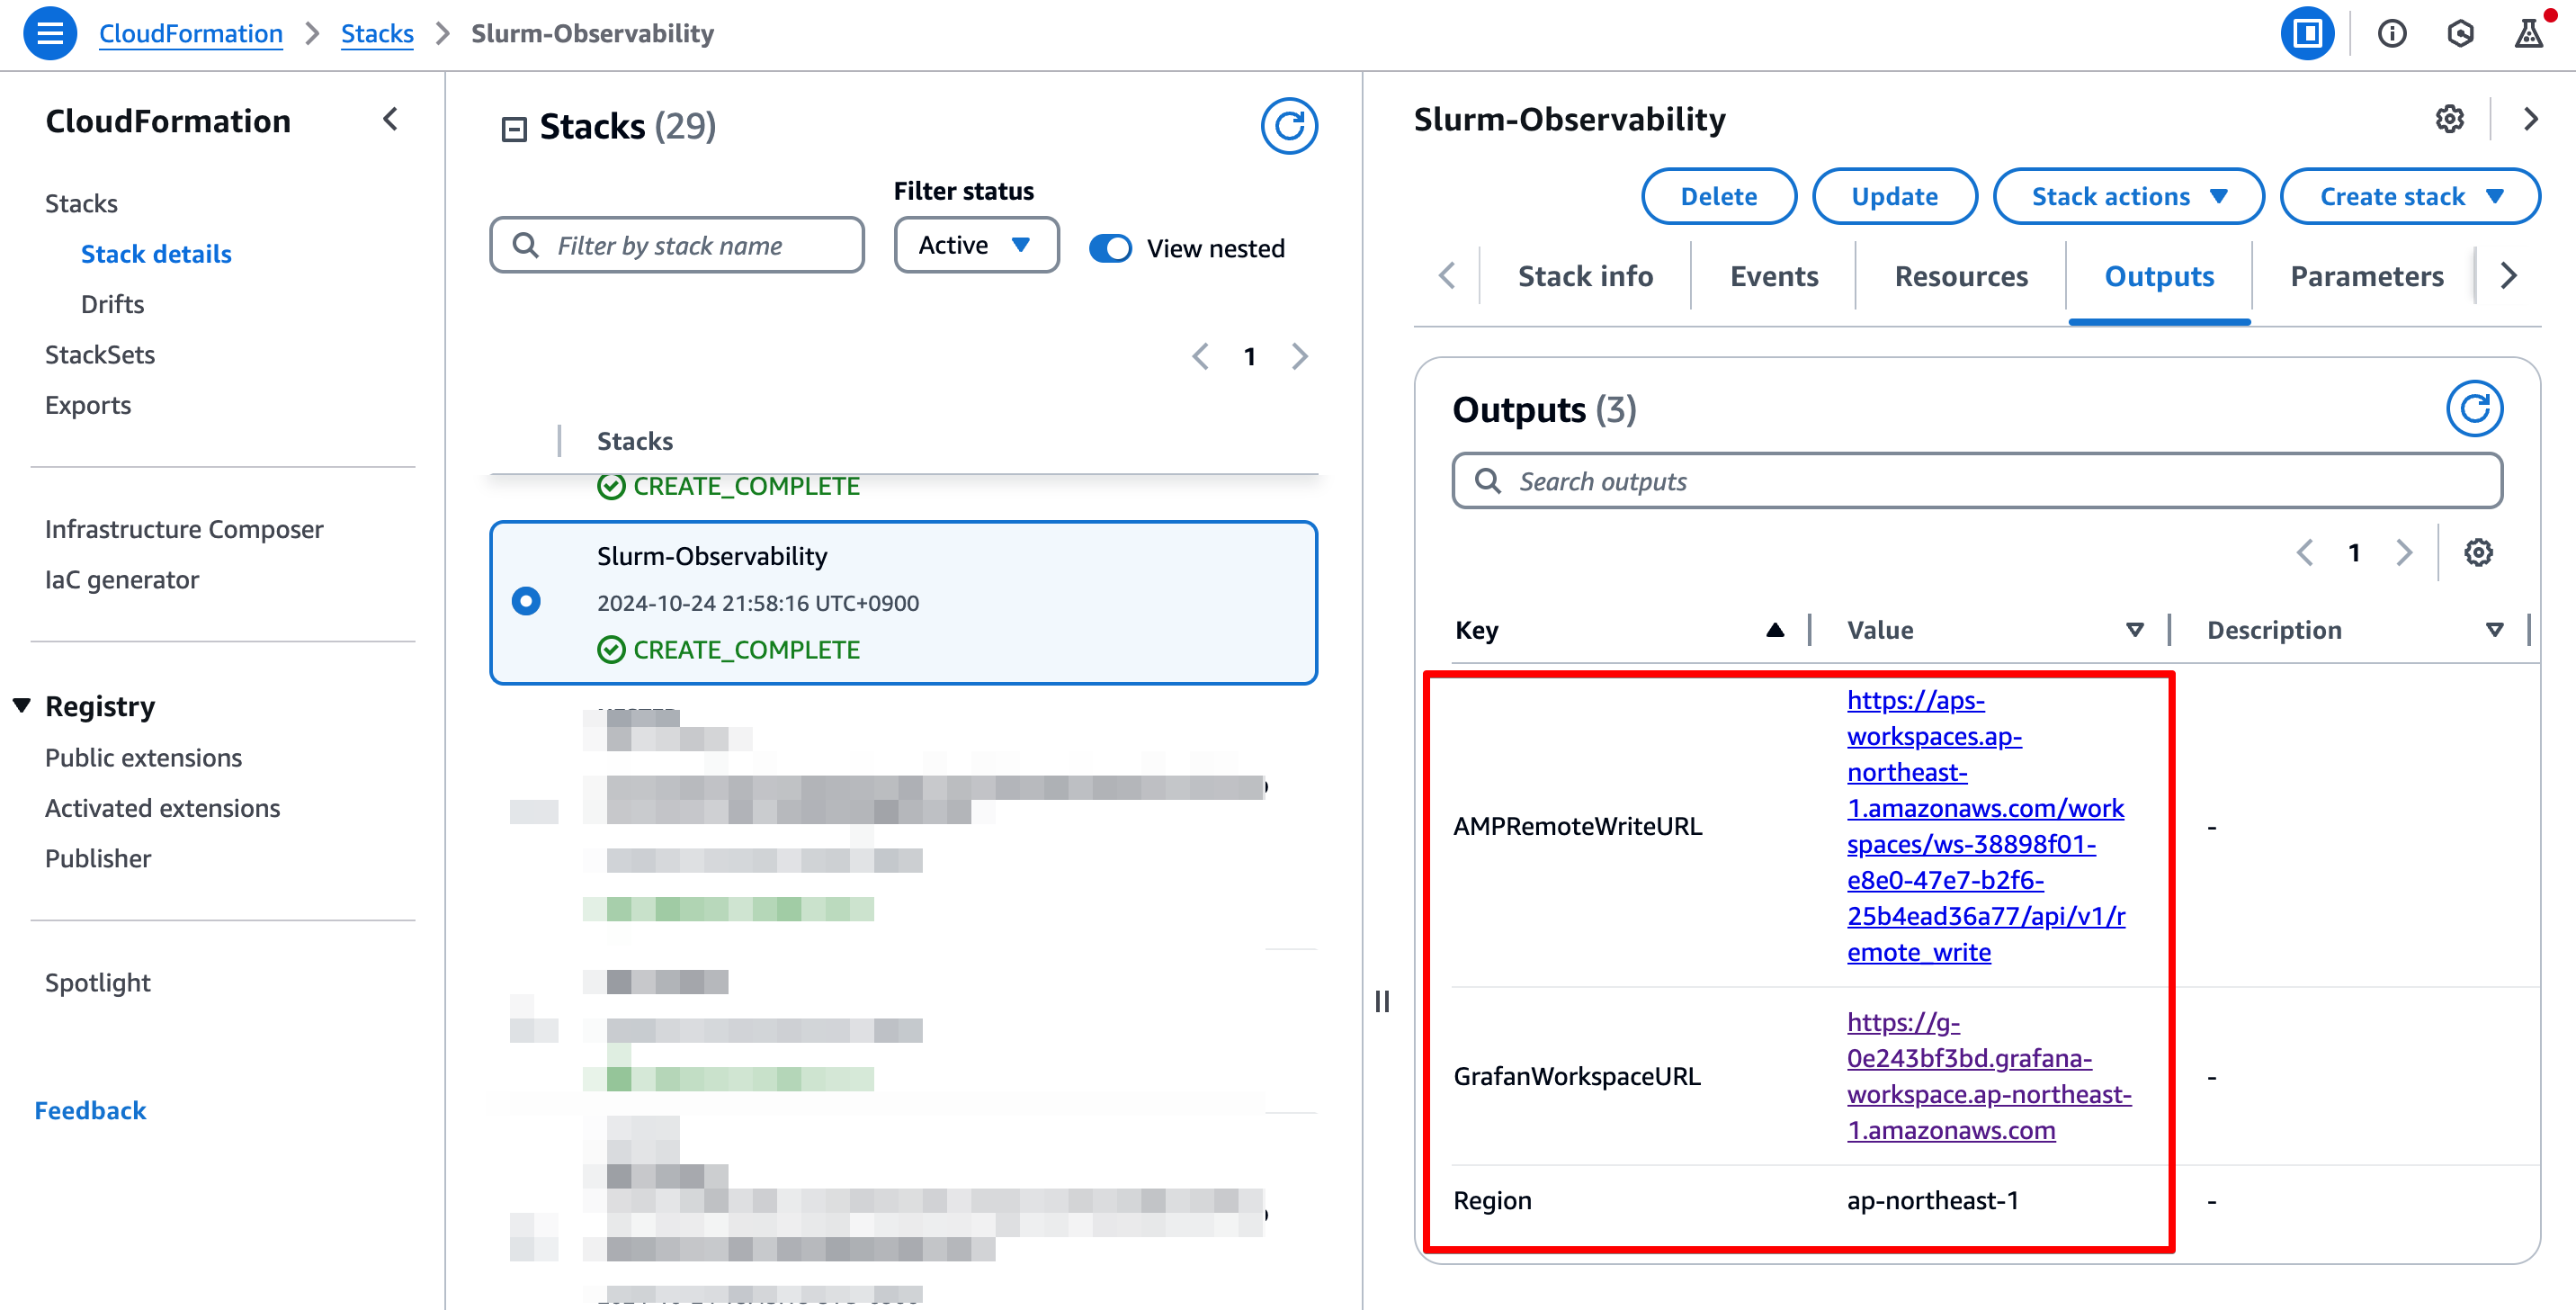 CloudFormation > Stacks > Slurm-Observability
CloudFormation
Stacks
Stack details
Drifts
StackSets
Exports
Infrastructure Composer
IaC generator
Registry
Public extensions
Activated extensions
Publisher
Spotlight
Feedback
Stacks (29)
Filter status
Filter by stack name
Active
View nested
1
Stacks
CREATE_COMPLETE
Slurm-Observability
2024-10-24 21:58:16 UTC+0900
CREATE_COMPLETE
Slurm-Observability
Delete
Update
Stack actions
Create stack
Stack info
Events
Resources
Outputs
Parameters
Outputs (3)
Search outputs
1
Key
Value
Description
AMPRemoteWriteURL
https://aps-
workspaces.ap-
northeast-
1.amazonaws.com/work
spaces/ws-38898f01-
e8e0-47e7-b2f6-
25b4ead36a77/api/v1/r
emote_write
-
GrafanWorkspaceURL
https://g-
0e243bf3bd.grafana-
workspace.ap-northeast-
1.amazonaws.com
-
Region
ap-northeast-1
-